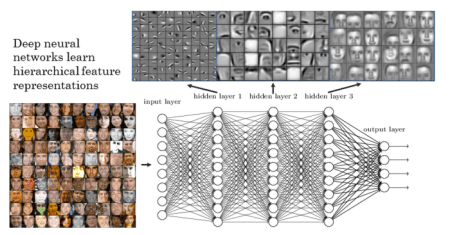 Deep neural
networks learn
hierarchical feature
representations
hidden layer 1 hidden layer 2 hidden layer 3
input layer
output layer